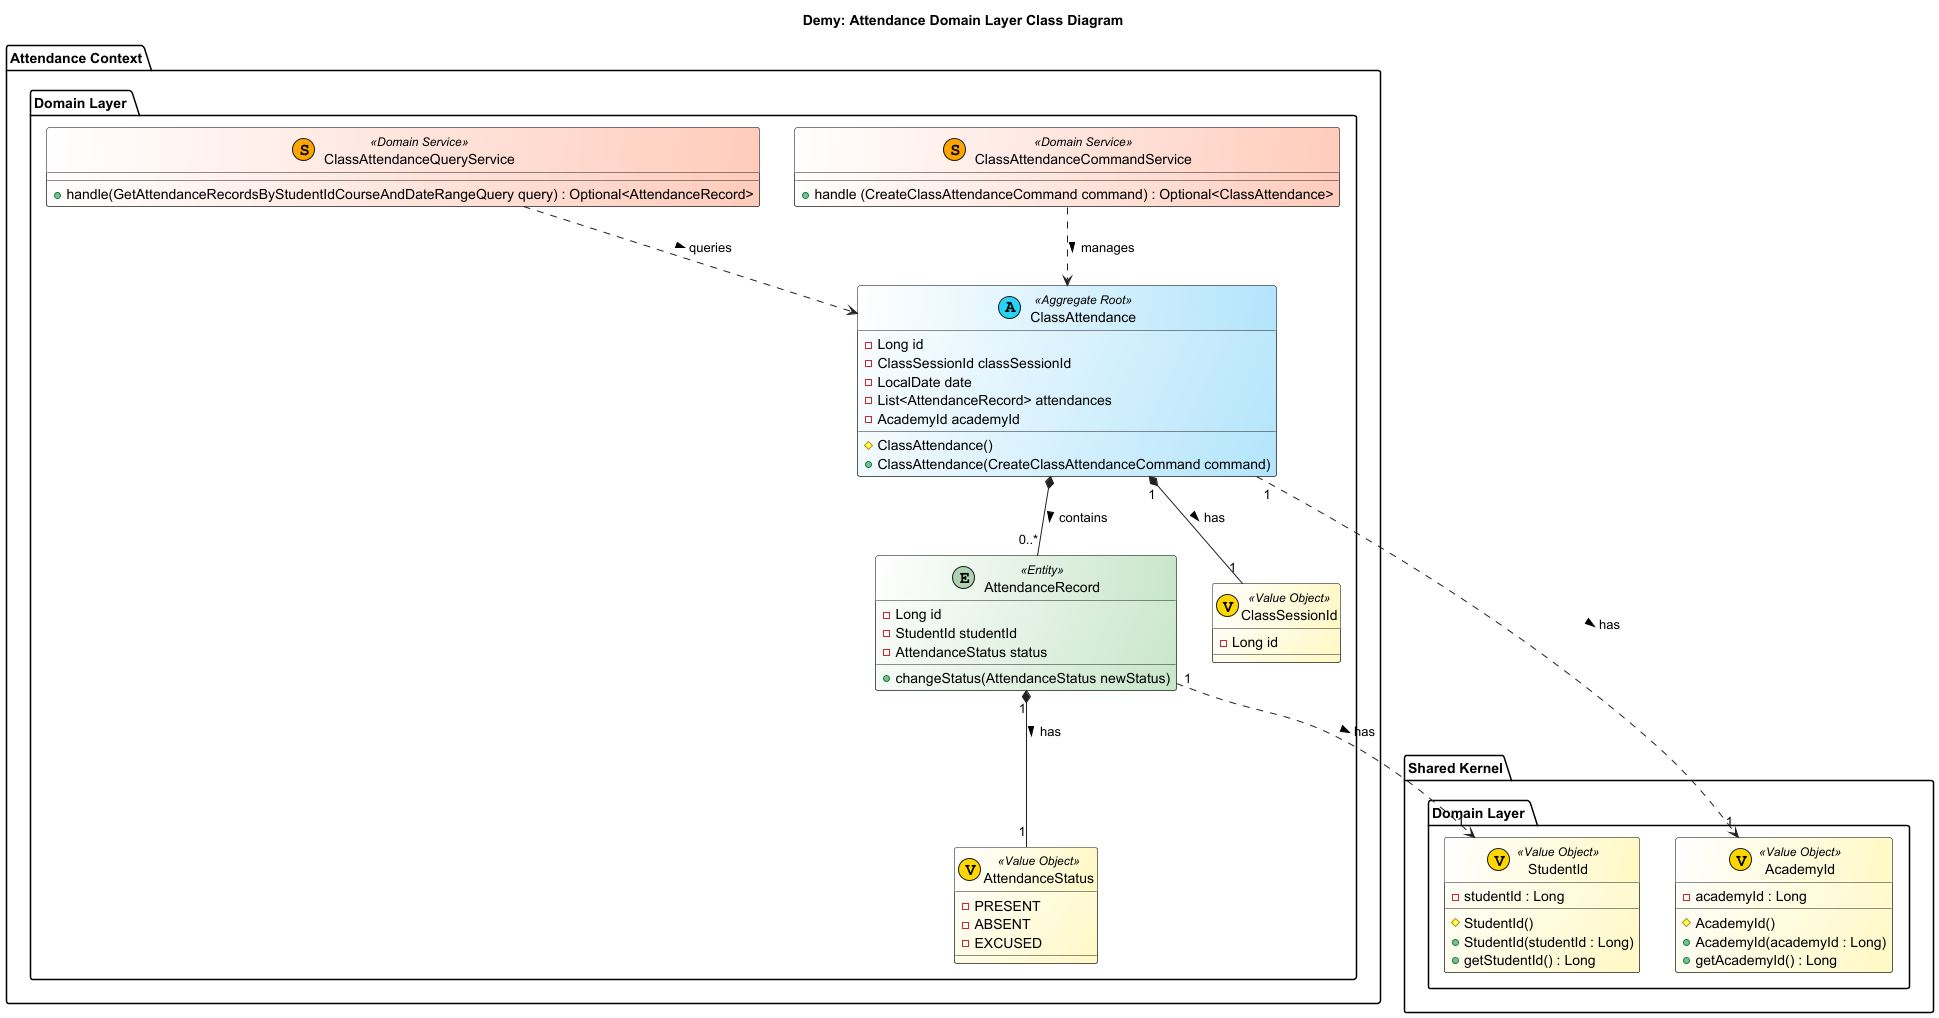 Demy: Attendance Domain Layer Class Diagram
Attendance Context
Domain Layer
S
«Domain Service»
ClassAttendanceQueryService
handle(GetAttendanceRecordsByStudentIdCourseAndDateRangeQuery query) : Optional<AttendanceRecord>
S
«Domain Service»
ClassAttendanceCommandService
handle (CreateClassAttendanceCommand command) : Optional<ClassAttendance>
queries
manages
A
«Aggregate Root»
ClassAttendance
Long id
ClassSessionId classSessionId
LocalDate date
List<AttendanceRecord> attendances
AcademyId academyId
ClassAttendance()
ClassAttendance(CreateClassAttendanceCommand command)
1
1
contains
has
0..*
1
has
E
«Entity»
AttendanceRecord
Long id
StudentId studentId
AttendanceStatus status
changeStatus(AttendanceStatus newStatus)
V
«Value Object»
ClassSessionId
Long id
1
1
has
has
1
V
«Value Object»
AttendanceStatus
PRESENT
ABSENT
EXCUSED
Shared Kernel
Domain Layer
1
1
V
«Value Object»
StudentId
studentId : Long
StudentId()
StudentId(studentId : Long)
getStudentId() : Long
V
«Value Object»
AcademyId
academyId : Long
AcademyId()
AcademyId(academyId : Long)
getAcademyId() : Long